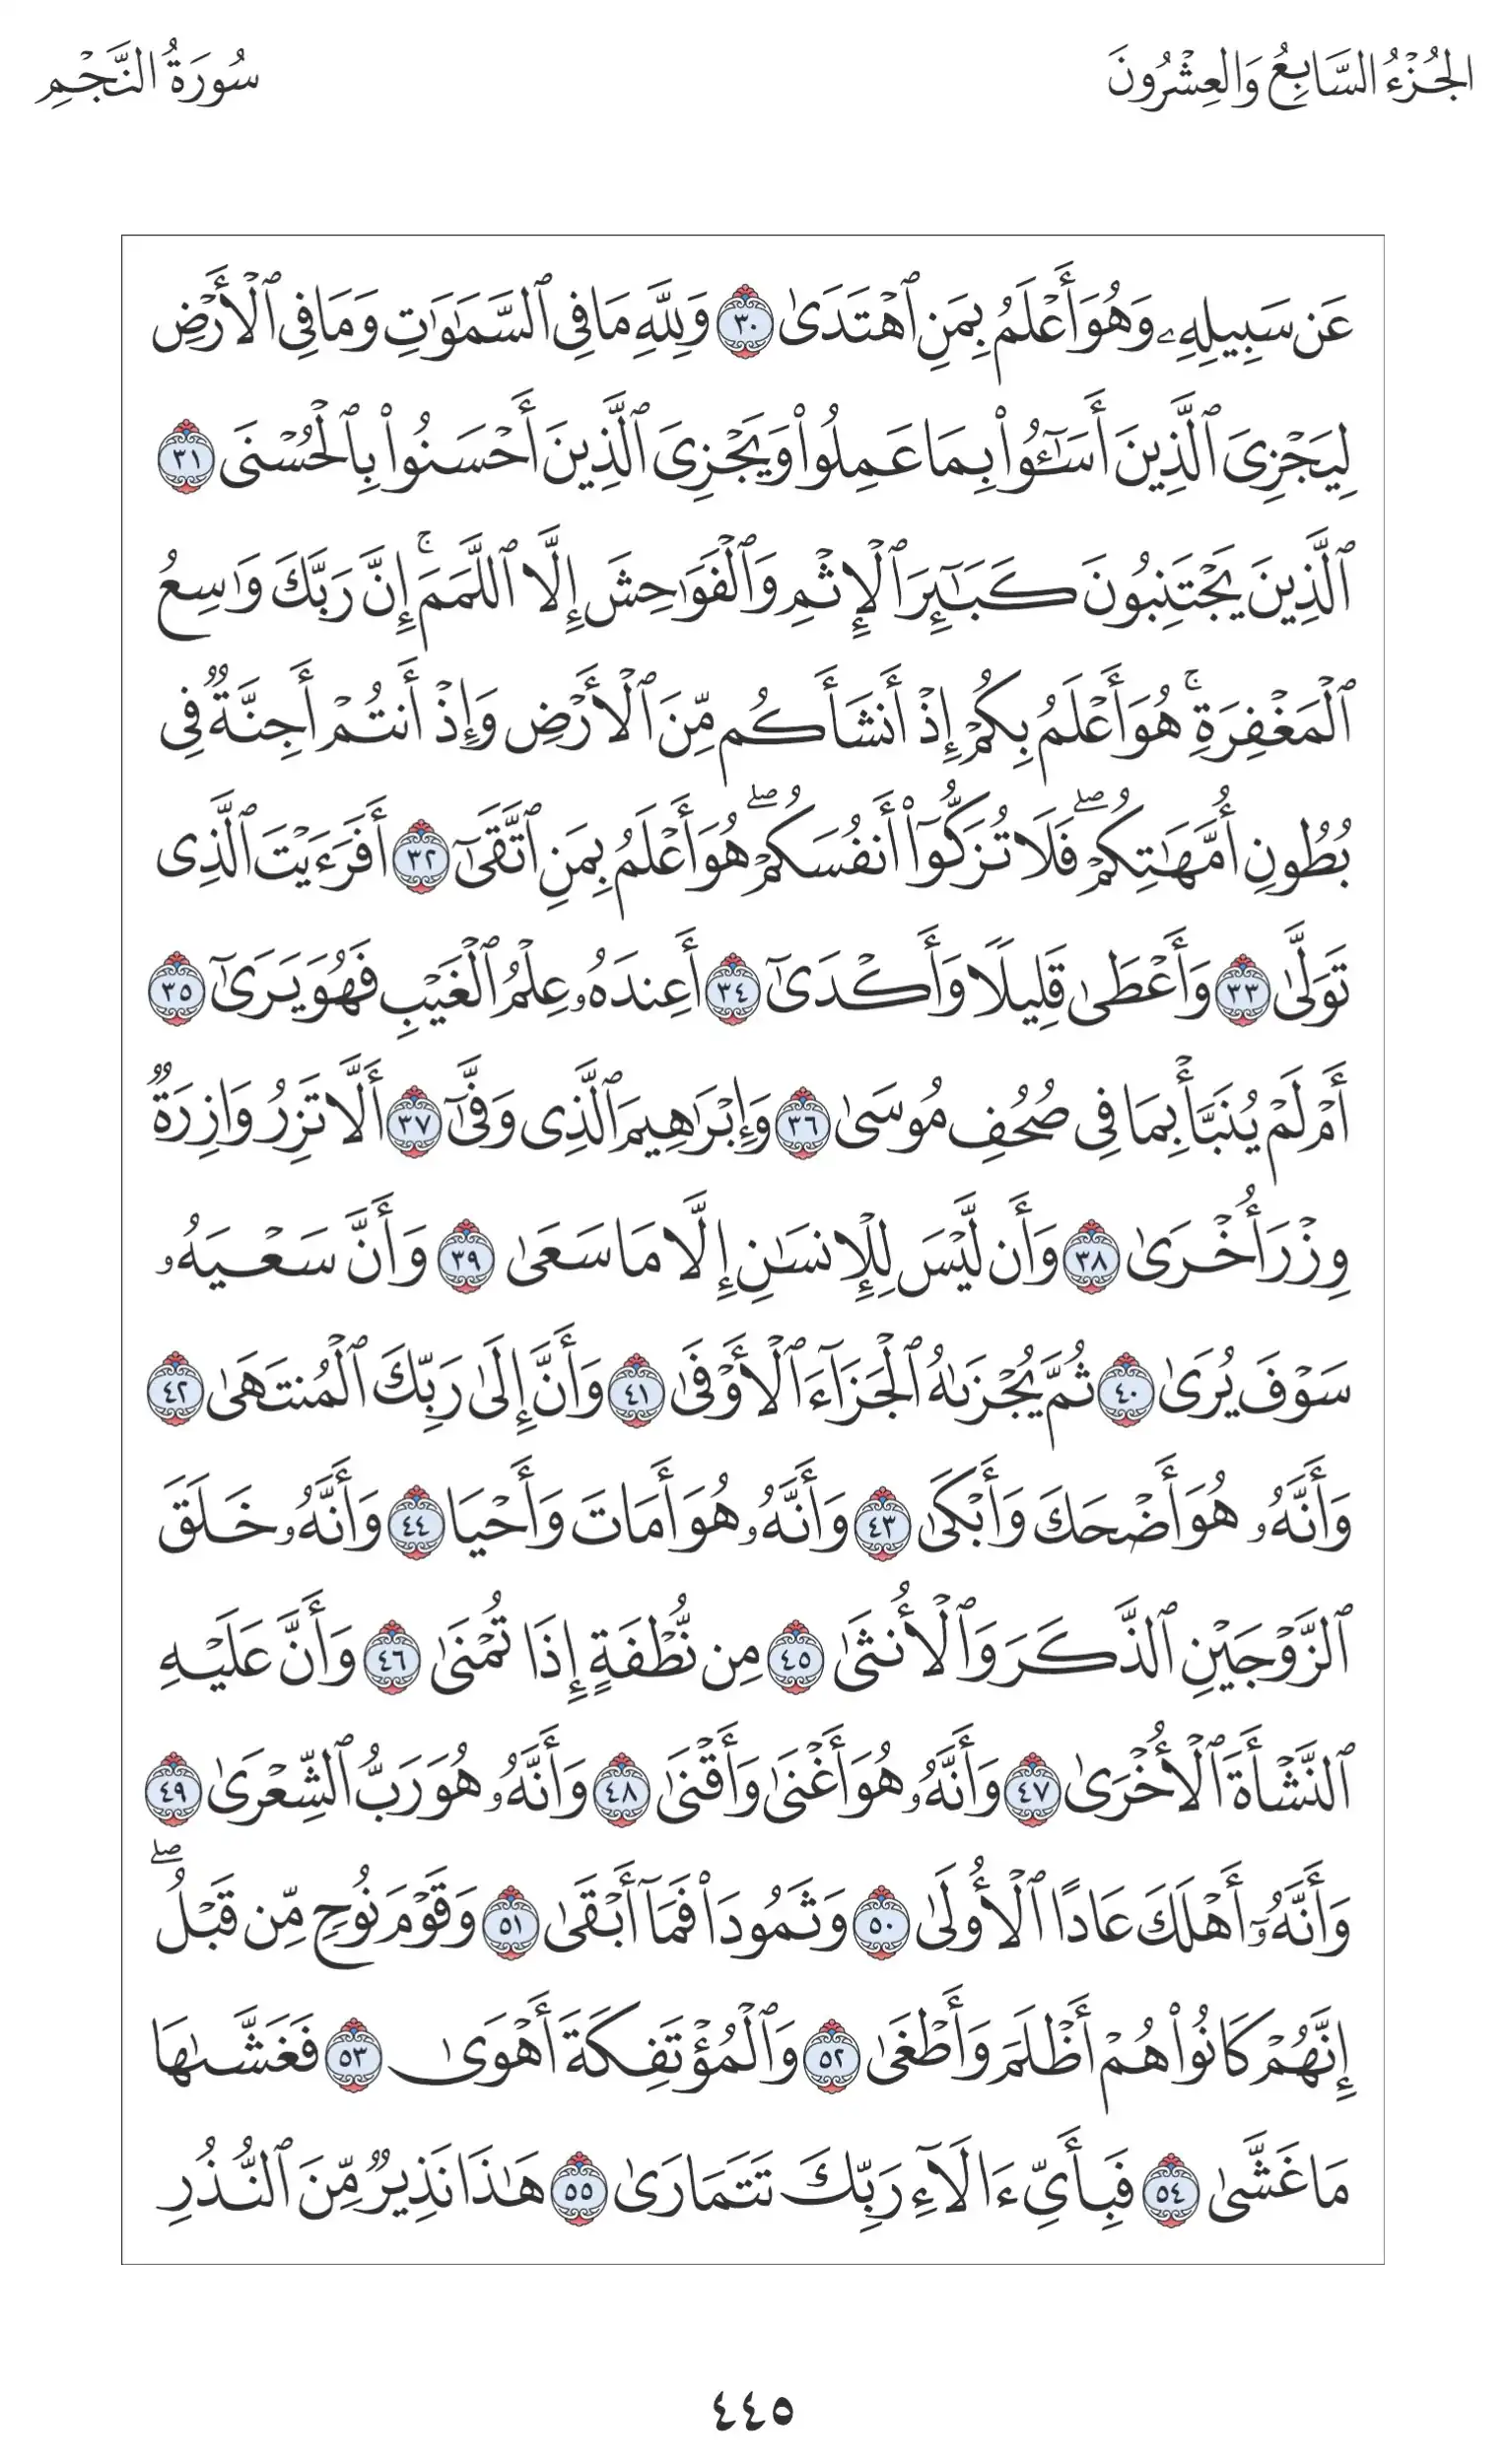 الجُزْءُ السَّابِعُ وَالعِشْرُونَ
سُورَةُ النَّجْمِ
عَن سَبِيلِهِۦ وَهُوَ أَعْلَمُ بِمَنِ ٱهْتَدَىٰ ٣٠ وَلِلَّهِ مَا فِي ٱلسَّمَٰوَٰتِ وَمَا فِي ٱلْأَرْضِ
لِيَجْزِيَ ٱلَّذِينَ أَسَٰٓـُٔوا۟ بِمَا عَمِلُوا۟ وَيَجْزِيَ ٱلَّذِينَ أَحْسَنُوا۟ بِٱلْحُسْنَى ٣١
ٱلَّذِينَ يَجْتَنِبُونَ كَبَٰٓئِرَ ٱلْإِثْمِ وَٱلْفَوَٰحِشَ إِلَّا ٱللَّمَمَ ۚ إِنَّ رَبَّكَ وَٰسِعُ
ٱلْمَغْفِرَةِ ۚ هُوَ أَعْلَمُ بِكُمْ إِذْ أَنشَأَكُم مِّنَ ٱلْأَرْضِ وَإِذْ أَنتُمْ أَجِنَّةٌ فِي
بُطُونِ أُمَّهَٰتِكُمْ ۖ فَلَا تُزَكُّوٓا۟ أَنفُسَكُمْ ۖ هُوَ أَعْلَمُ بِمَنِ ٱتَّقَىٰٓ ٣٢ أَفَرَءَيْتَ ٱلَّذِي
تَوَلَّىٰ ٣٣ وَأَعْطَىٰ قَلِيلًا وَأَكْدَىٰٓ ٣٤ أَعِندَهُۥ عِلْمُ ٱلْغَيْبِ فَهُوَ يَرَىٰٓ ٣٥
أَمْ لَمْ يُنَبَّأْ بِمَا فِي صُحُفِ مُوسَىٰ ٣٦ وَإِبْرَٰهِيمَ ٱلَّذِي وَفَّىٰٓ ٣٧ أَلَّا تَزِرُ وَازِرَةٌ
وِزْرَ أُخْرَىٰ ٣٨ وَأَن لَّيْسَ لِلْإِنسَٰنِ إِلَّا مَا سَعَىٰ ٣٩ وَأَنَّ سَعْيَهُۥ
سَوْفَ يُرَىٰ ٤٠ ثُمَّ يُجْزَىٰهُ ٱلْجَزَآءَ ٱلْأَوْفَىٰ ٤١ وَأَنَّ إِلَىٰ رَبِّكَ ٱلْمُنتَهَىٰ ٤٢
وَأَنَّهُۥ هُوَ أَضْحَكَ وَأَبْكَىٰ ٤٣ وَأَنَّهُۥ هُوَ أَمَاتَ وَأَحْيَا ٤٤ وَأَنَّهُۥ خَلَقَ
ٱلزَّوْجَيْنِ ٱلذَّكَرَ وَٱلْأُنثَىٰ ٤٥ مِن نُّطْفَةٍ إِذَا تُمْنَىٰ ٤٦ وَأَنَّ عَلَيْهِ
ٱلنَّشْأَةَ ٱلْأُخْرَىٰ ٤٧ وَأَنَّهُۥ هُوَ أَغْنَىٰ وَأَقْنَىٰ ٤٨ وَأَنَّهُۥ هُوَ رَبُّ ٱلشِّعْرَىٰ ٤٩
وَأَنَّهُۥٓ أَهْلَكَ عَادًا ٱلْأُولَىٰ ٥٠ وَثَمُودَا۟ فَمَآ أَبْقَىٰ ٥١ وَقَوْمَ نُوحٍ مِّن قَبْلُ ۖ
إِنَّهُمْ كَانُوا۟ هُمْ أَظْلَمَ وَأَطْغَىٰ ٥٢ وَٱلْمُؤْتَفِكَةَ أَهْوَىٰ ٥٣ فَغَشَّىٰهَا
مَا غَشَّىٰ ٥٤ فَبِأَيِّ ءَالَآءِ رَبِّكَ تَتَمَارَىٰ ٥٥ هَٰذَا نَذِيرٌ مِّنَ ٱلنُّذُرِ
٤٤٥